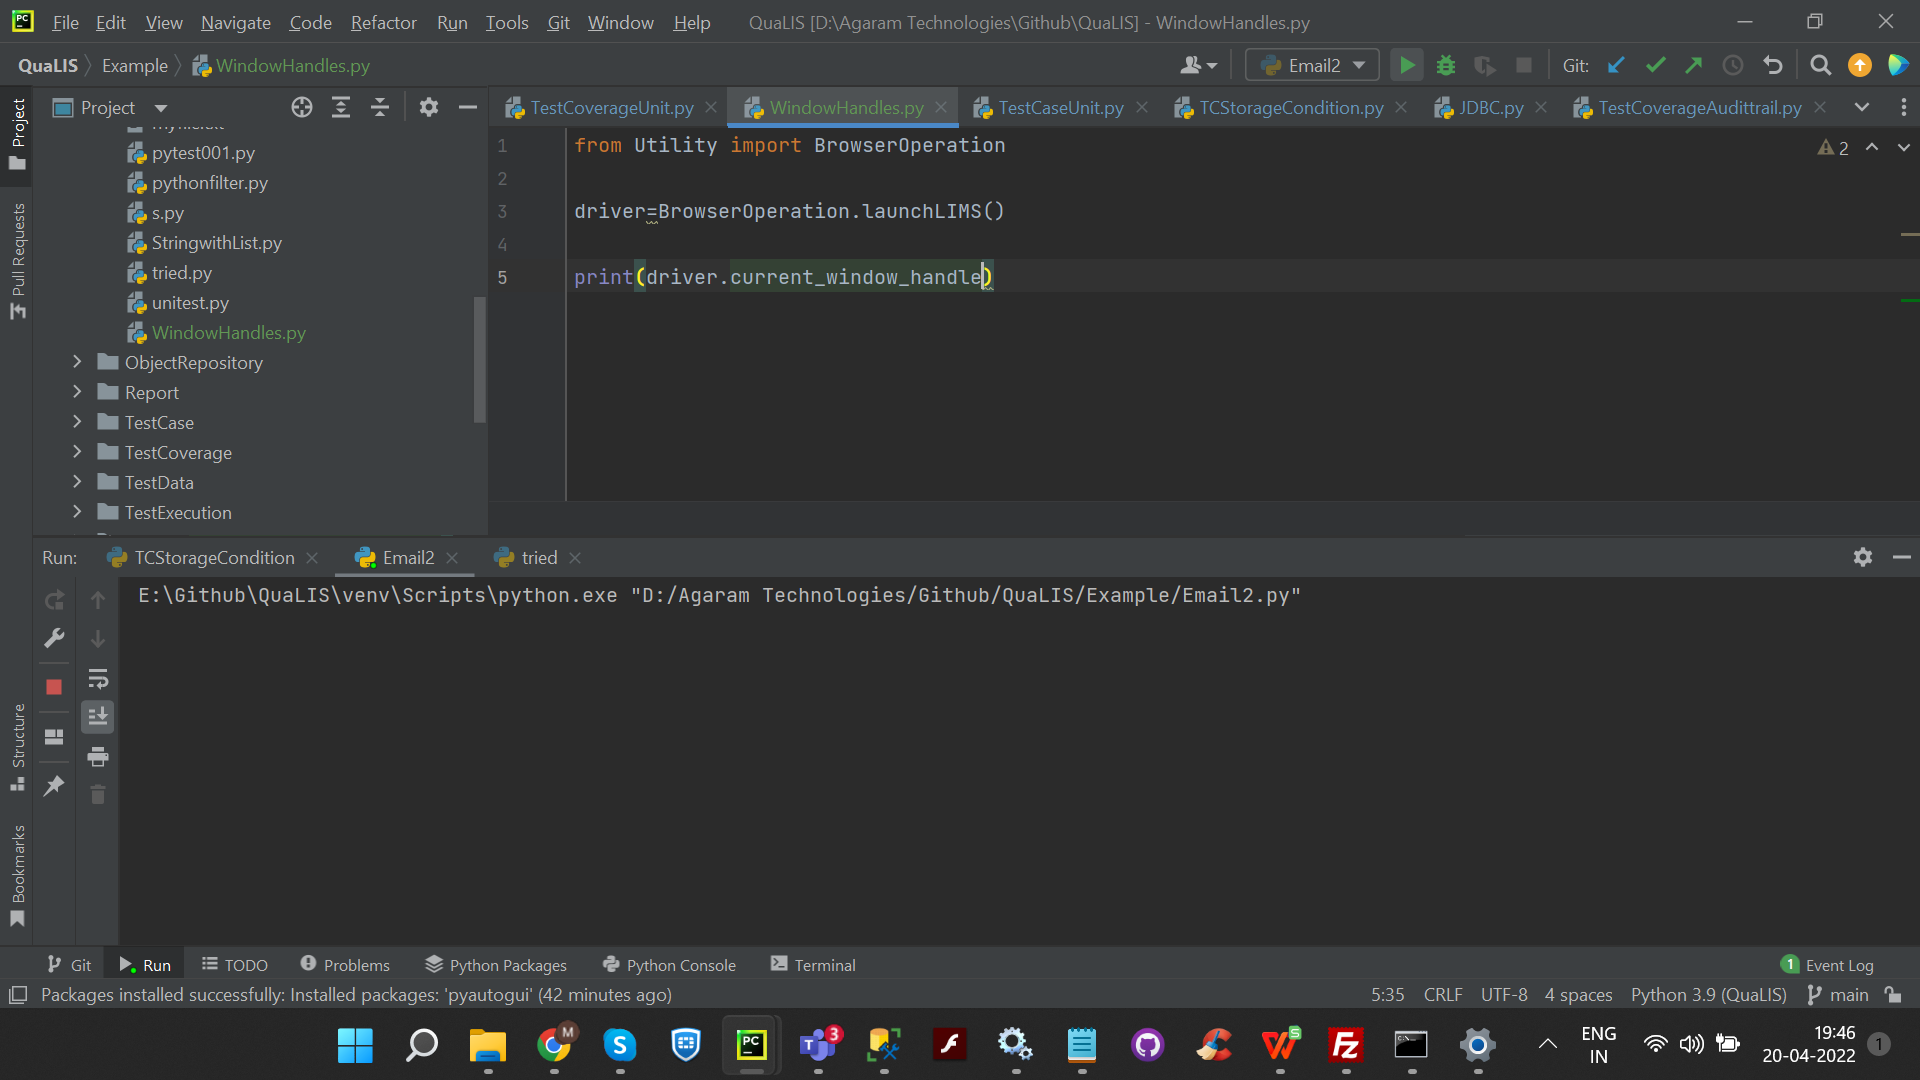 File Edit View Navigate Code Refactor Run Tools Git Window Help QuaLIS [D:\Agaram Technologies\Github\QuaLIS] - WindowHandles.py
QuaLIS Example WindowHandles.py Email2 Git:
Project
TestCoverageUnit.py WindowHandles.py TestCaseUnit.py TCStorageCondition.py JDBC.py TestCoverageAudittrail.py
pytest001.py
pythonfilter.py
s.py
StringwithList.py
tried.py
unitest.py
WindowHandles.py
ObjectRepository
Report
TestCase
TestCoverage
TestData
TestExecution
1 from Utility import BrowserOperation
2
3 driver=BrowserOperation.launchLIMS()
4
5 print(driver.current_window_handle)
2
Project
Pull Requests
Structure
Bookmarks
Run: TCStorageCondition Email2 tried
E:\Github\QuaLIS\venv\Scripts\python.exe "D:/Agaram Technologies/Github/QuaLIS/Example/Email2.py"
Git Run TODO Problems Python Packages Python Console Terminal 1 Event Log
Packages installed successfully: Installed packages: 'pyautogui' (42 minutes ago) 5:35 CRLF UTF-8 4 spaces Python 3.9 (QuaLIS) main
ENG
IN
19:46
20-04-2022
1